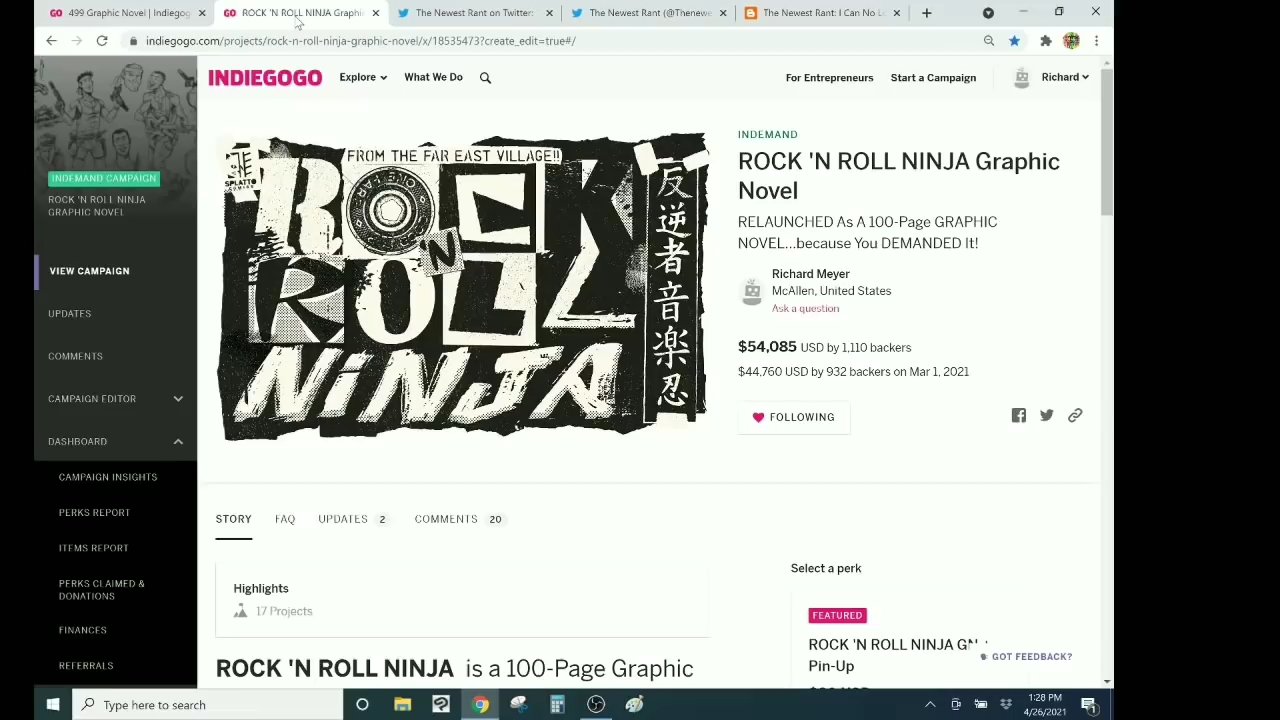 499 Graphic Novel | Indiegog
ROCK 'N ROLL NINJA Graphi
The Newest Rant on Twitter:
The Newest Rant (@Thenewe
The Newest Rant: I Can No L
indiegogo.com/projects/rock-n-roll-ninja-graphic-novel/x/18535473?create_edit=true#/
INDIEGOGO
Explore
What We Do
For Entrepreneurs
Start a Campaign
Richard
INDEMAND CAMPAIGN
ROCK 'N ROLL NINJA
GRAPHIC NOVEL
VIEW CAMPAIGN
UPDATES
COMMENTS
CAMPAIGN EDITOR
DASHBOARD
CAMPAIGN INSIGHTS
PERKS REPORT
ITEMS REPORT
PERKS CLAIMED &
DONATIONS
FINANCES
REFERRALS
FROM THE FAR EAST VILLAGE!!
ROCK
'N
ROLL
NINJA
反逆者音楽忍
INDEMAND
ROCK 'N ROLL NINJA Graphic
Novel
RELAUNCHED As A 100-Page GRAPHIC
NOVEL...because You DEMANDED It!
Richard Meyer
McAllen, United States
Ask a question
$54,085 USD by 1,110 backers
$44,760 USD by 932 backers on Mar 1, 2021
FOLLOWING
STORY
FAQ
UPDATES 2
COMMENTS 20
Highlights
17 Projects
ROCK 'N ROLL NINJA is a 100-Page Graphic
Select a perk
FEATURED
ROCK 'N ROLL NINJA
Pin-Up
GOT FEEDBACK?
Type here to search
1:28 PM
4/26/2021
1